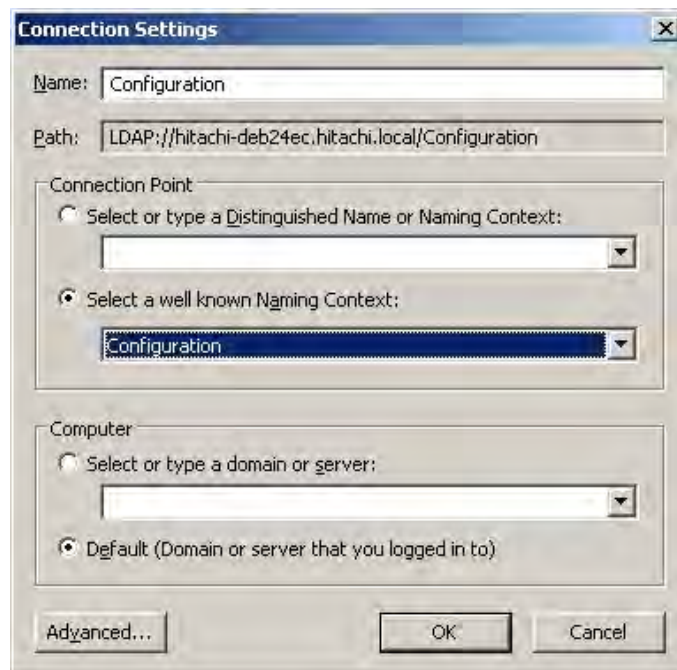 Connection Settings
Name: Configuration
Path: LDAP://hitachi-deb24ec.hitachi.local/Configuration
Connection Point
Select or type a Distinguished Name or Naming Context:
Select a well known Naming Context:
Configuration
Computer
Select or type a domain or server:
Default (Domain or server that you logged in to)
Advanced... OK Cancel